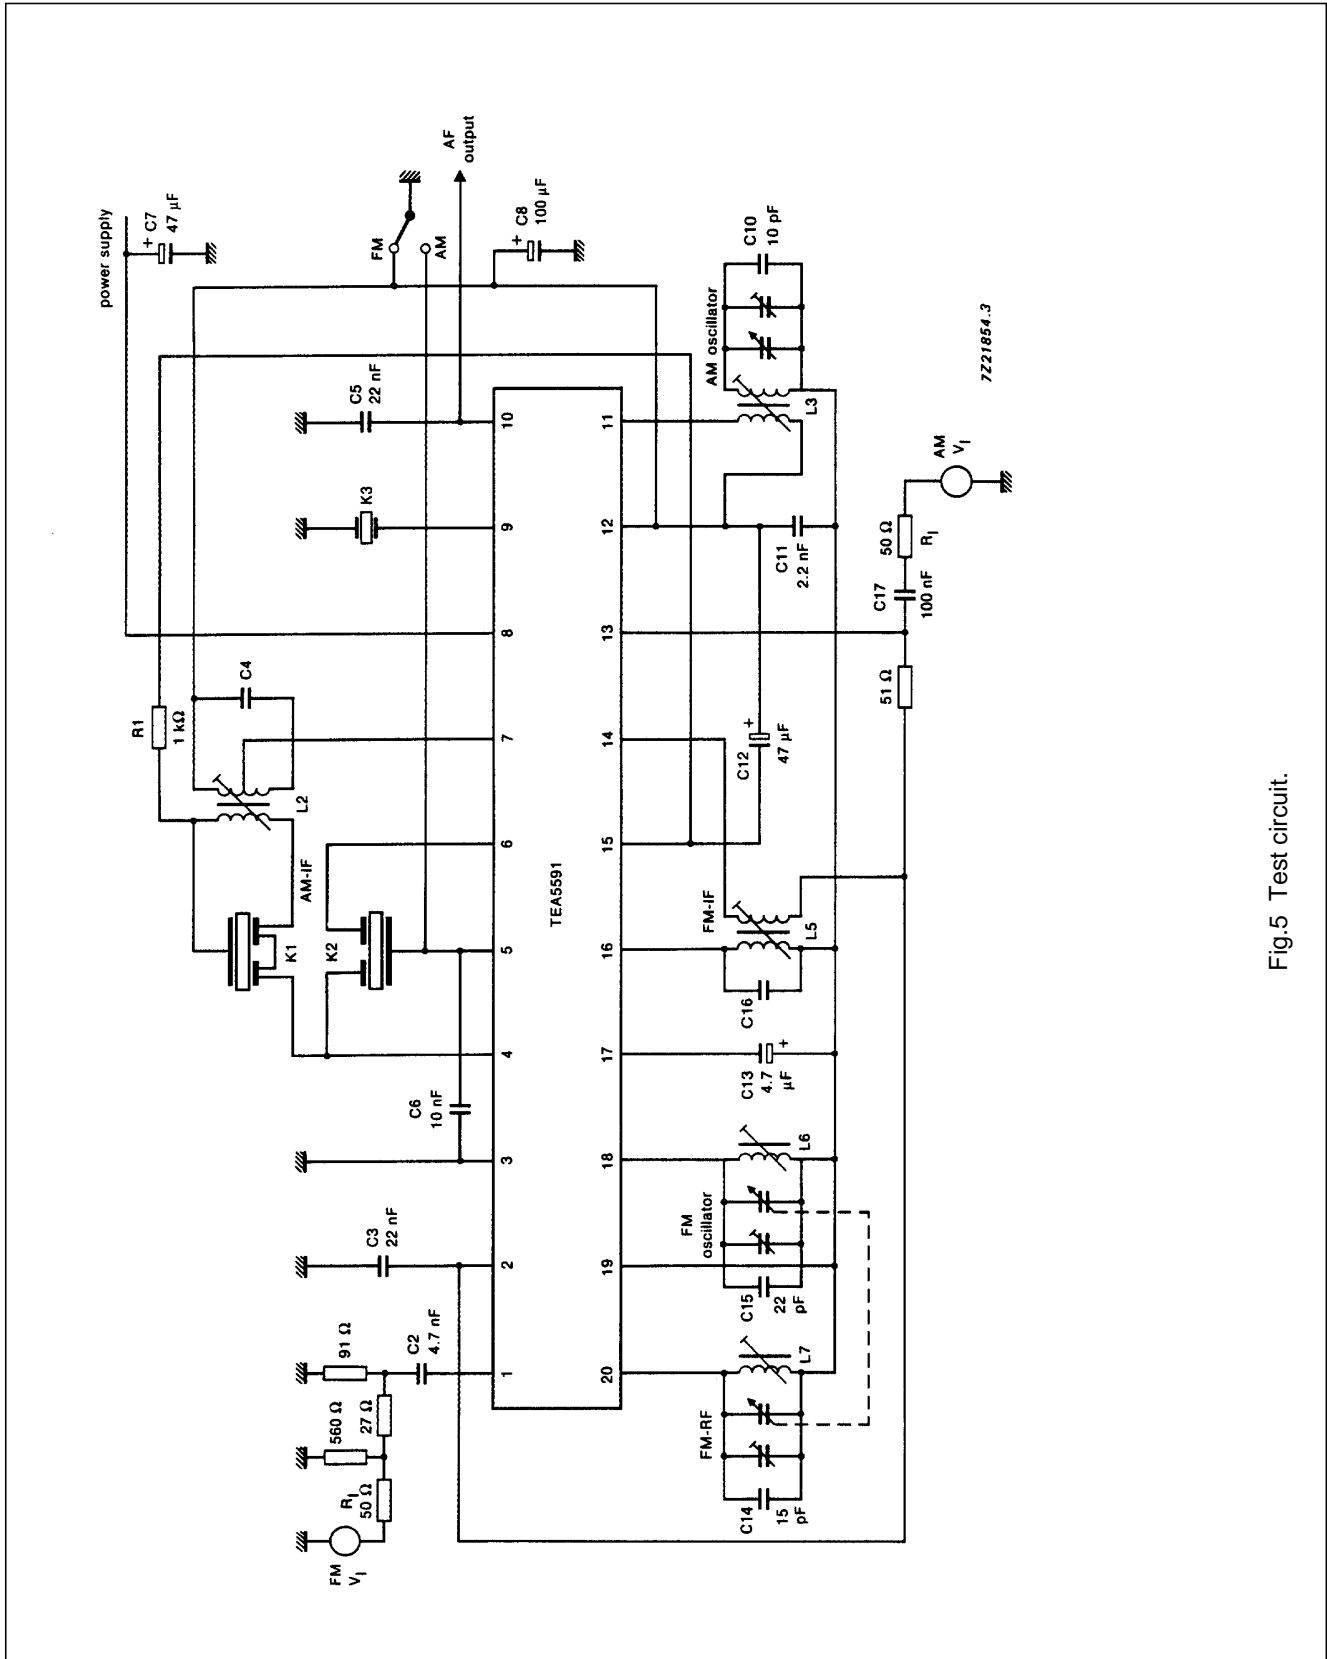 power supply
+ C7
47 µF
AF
output
FM
AM
+ C8
100 µF
R1
1 kΩ
C4
L2
AM-IF
K1
K2
C5
22 nF
K3
C6
10 nF
C3
22 nF
91 Ω
560 Ω
27 Ω
C2
4.7 nF
R_I
50 Ω
FM
V_I
1
2
3
4
5
6
7
8
9
10
TEA5591
20
19
18
17
16
15
14
13
12
11
FM-RF
C14
15
pF
L7
FM
oscillator
C15
22
pF
L6
C13
4.7
µF
+
C16
FM-IF
L5
C12
+
47 µF
C11
2.2 nF
AM oscillator
L3
C10
10 pF
51 Ω
C17
100 nF
50 Ω
R_I
AM
V_I
7Z21854.3
Fig.5 Test circuit.